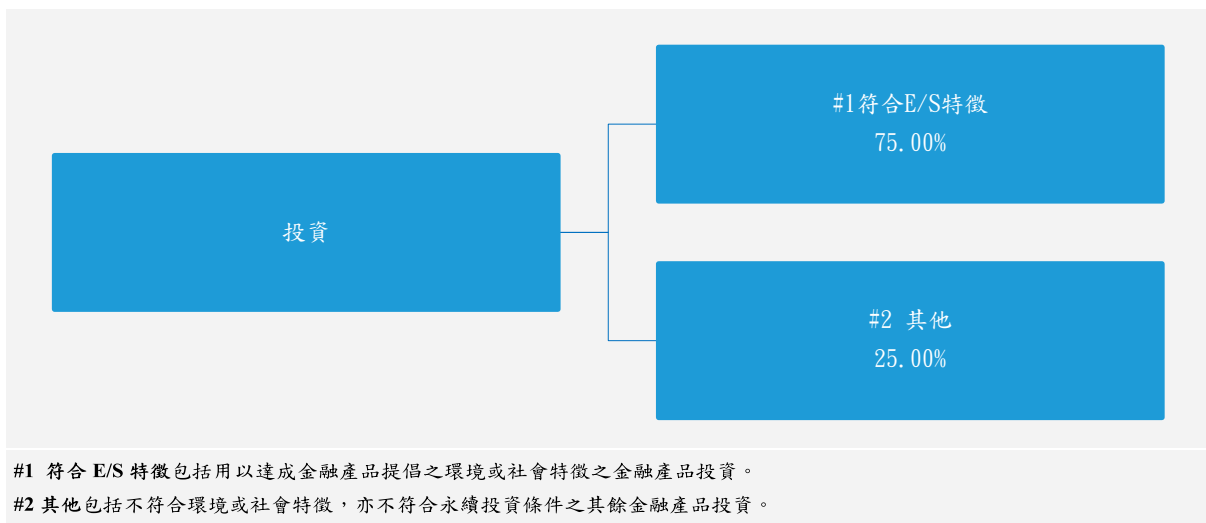 #1符合E/S特徵
75.00%
投資
#2 其他
25.00%
#1 符合 E/S 特徵包括用以達成金融產品提倡之環境或社會特徵之金融產品投資。
#2 其他包括不符合環境或社會特徵，亦不符合永續投資條件之其餘金融產品投資。